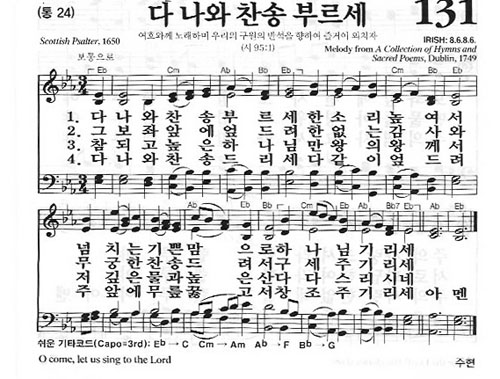 (통 24)
다 나와 찬송 부르세
131
Scottish Psalter, 1650
여호와께 노래하며 우리의 구원의 반석을 향하여 즐거이 외치자
(시 95:1)
IRISH: 8.6.8.6.
Melody from A Collection of Hymns and
Sacred Poems, Dublin, 1749
보통으로
Eb Cm Ab Bb Eb Cm Bb Eb
1. 다 나 와 찬 송 부 르 세 한 소 리 높 여 서
2. 그 보 좌 앞 에 엎 드 려 한 없 는 감 사 와
3. 참 되 고 높 은 하 나 님 만 왕 의 왕 께 서
4. 다 나 와 찬 송 드 리 세 다 같 이 엎 드 려
넘 치 는 기 쁜 맘 으 로 하 나 님 기 리 세
무 궁 한 찬 송 드 려 구 세 주 기 리 세
저 깊 은 물 과 높 은 산 다 스 리 시 네
주 앞 에 무 릎 꿇 고 서 창 조 주 기 리 세 아 멘
쉬운 기타코드(Capo=3rd): Eb→C Cm→Am Ab→F Bb→G
O come, let us sing to the Lord
주현